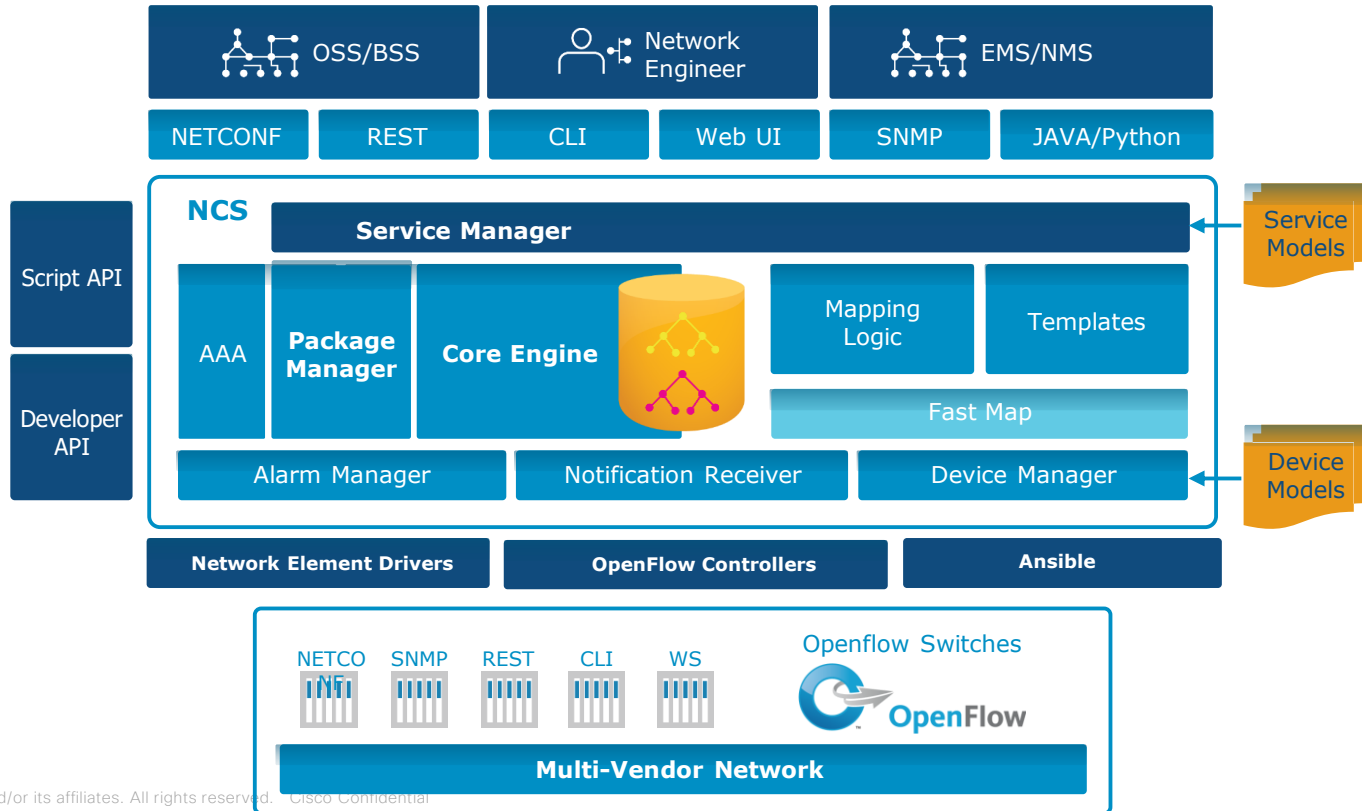 OSS/BSS
Network
Engineer
EMS/NMS
NETCONF
REST
CLI
Web UI
SNMP
JAVA/Python
NCS
Service Manager
Service
Models
Script API
Developer
API
AAA
Package
Manager
Core Engine
Mapping
Logic
Templates
Fast Map
Alarm Manager
Notification Receiver
Device Manager
Device
Models
Network Element Drivers
OpenFlow Controllers
Ansible
NETCO
NF
SNMP
REST
CLI
WS
Openflow Switches
OpenFlow
TM
Multi-Vendor Network
d/or its affiliates. All rights reserved. Cisco Confidential